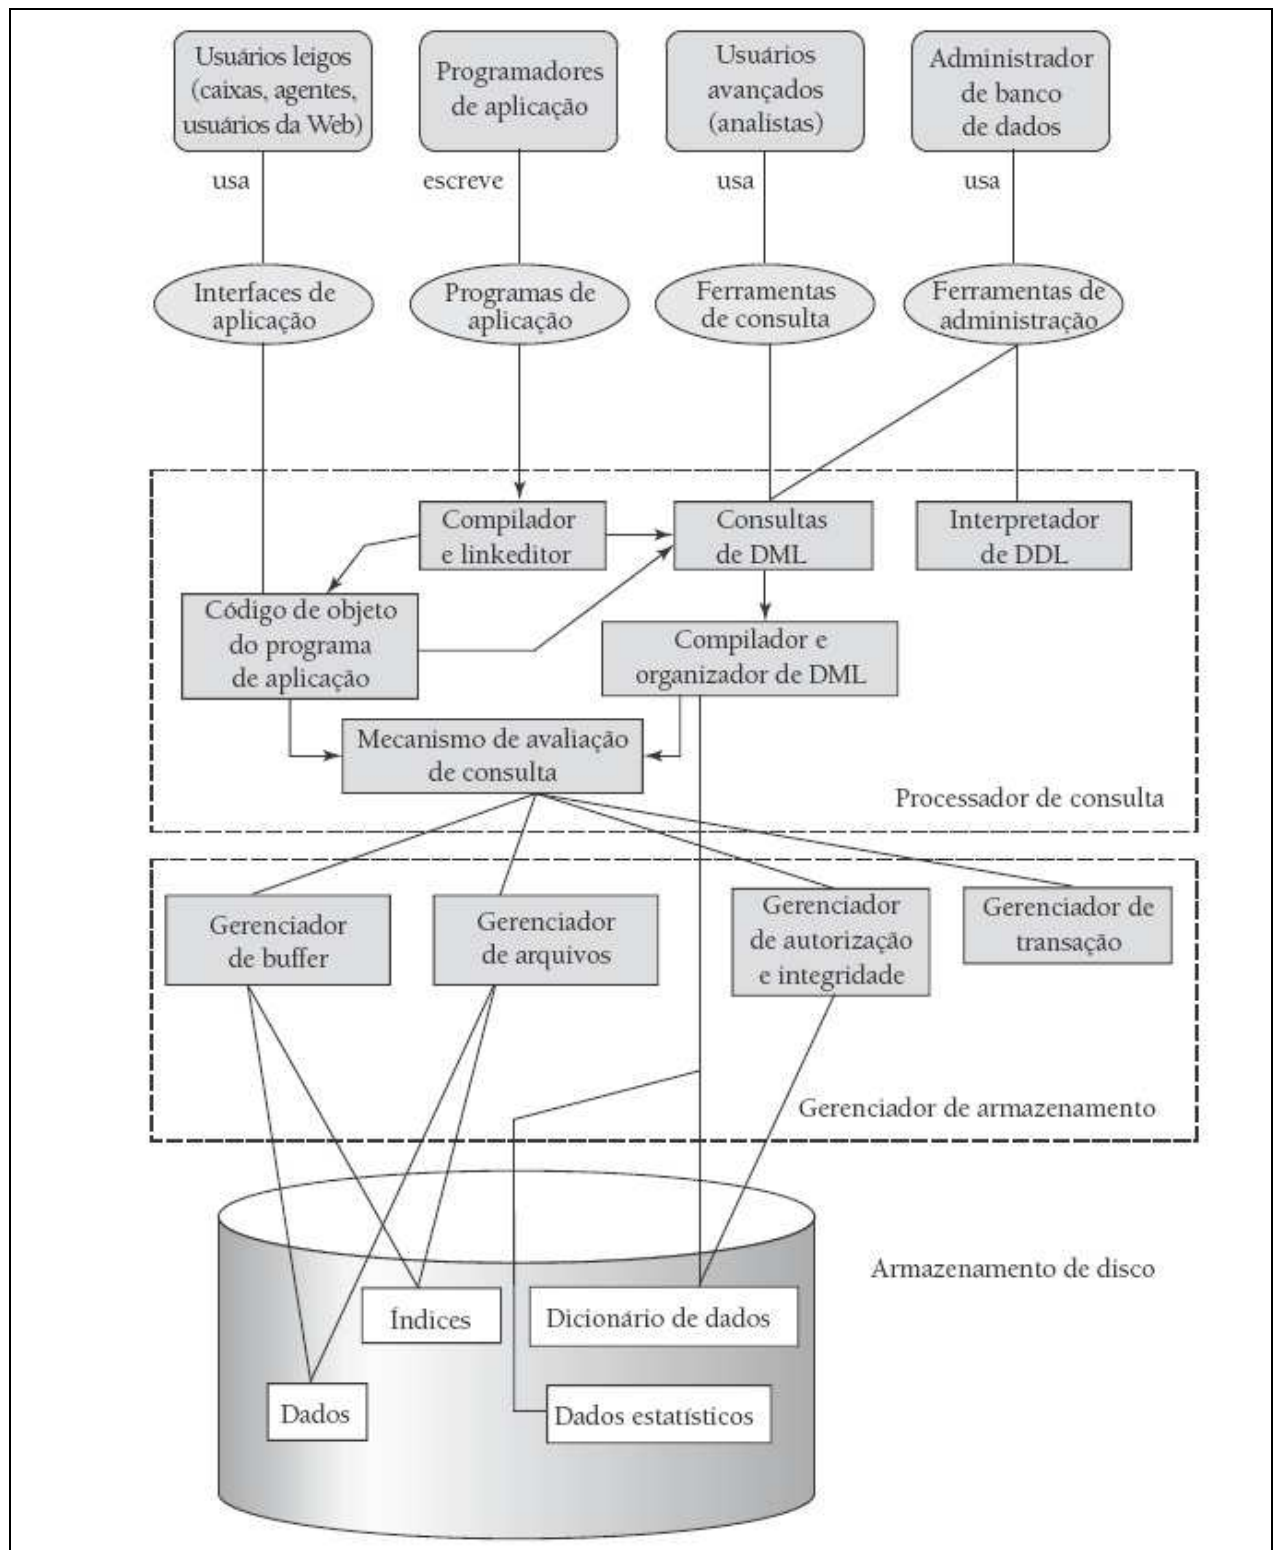 Usuários leigos
(caixas, agentes,
usuários da Web)
Programadores
de aplicação
Usuários
avançados
(analistas)
Administrador
de banco
de dados
usa
escreve
usa
usa
Interfaces de
aplicação
Programas de
aplicação
Ferramentas
de consulta
Ferramentas de
administração
Compilador
e linkeditor
Consultas
de DML
Interpretador
de DDL
Código de objeto
do programa
de aplicação
Compilador e
organizador de DML
Mecanismo de avaliação
de consulta
Processador de consulta
Gerenciador
de buffer
Gerenciador
de arquivos
Gerenciador
de autorização
e integridade
Gerenciador de
transação
Gerenciador de armazenamento
Armazenamento de disco
Índices
Dicionário de dados
Dados
Dados estatísticos